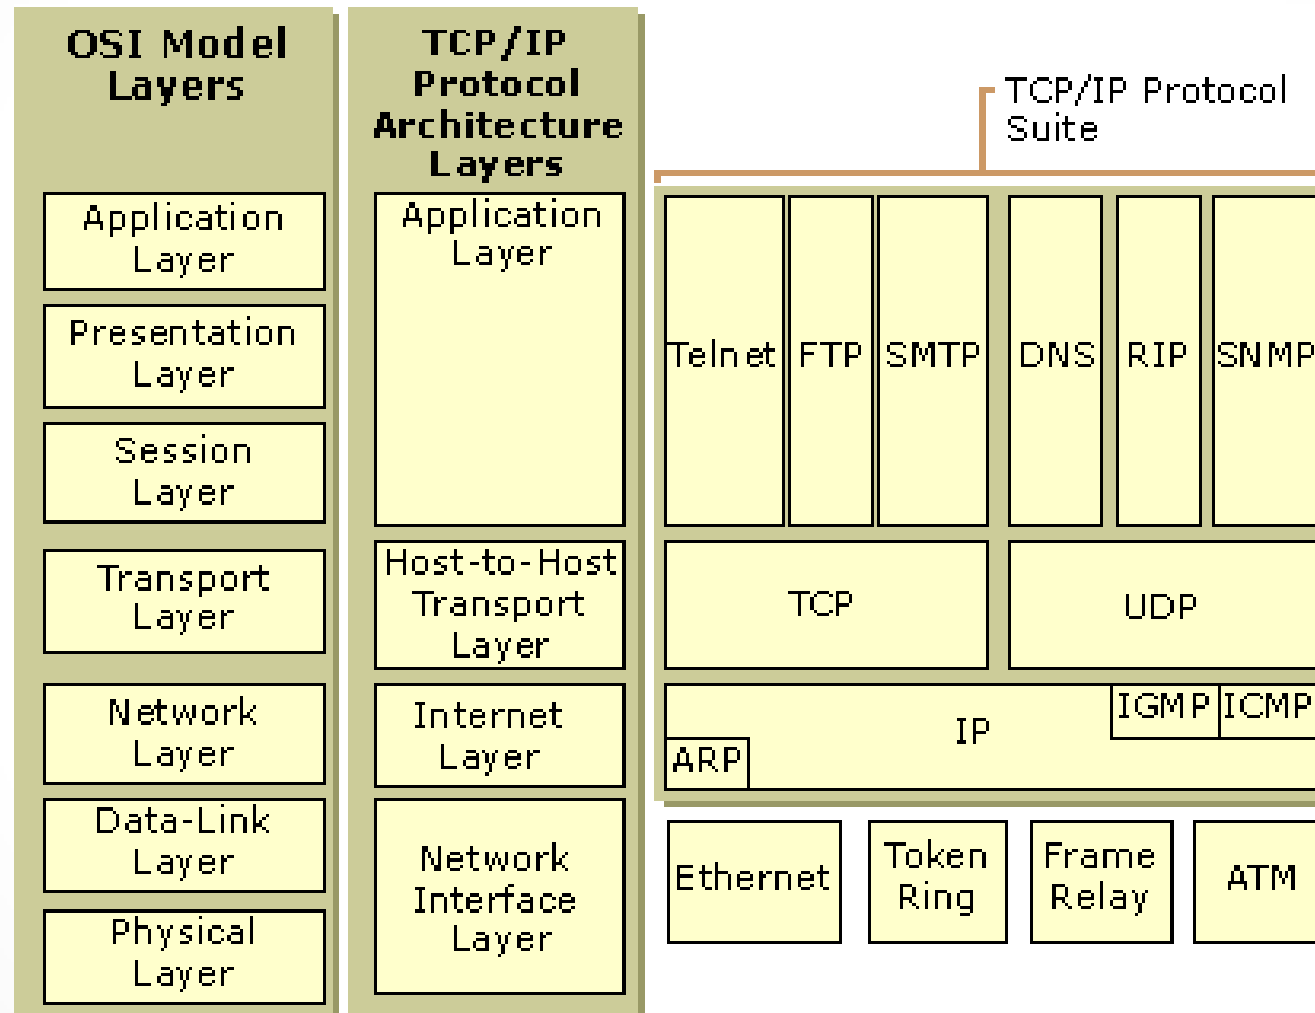 OSI Model
Layers
Application
Layer
Presentation
Layer
Session
Layer
Transport
Layer
Network
Layer
Data-Link
Layer
Physical
Layer
TCP/IP
Protocol
Architecture
Layers
Application
Layer
Host-to-Host
Transport
Layer
Internet
Layer
Network
Interface
Layer
TCP/IP Protocol
Suite
Telnet
FTP
SMTP
DNS
RIP
SNMP
TCP
UDP
IP
IGMP
ICMP
ARP
Ethernet
Token
Ring
Frame
Relay
ATM